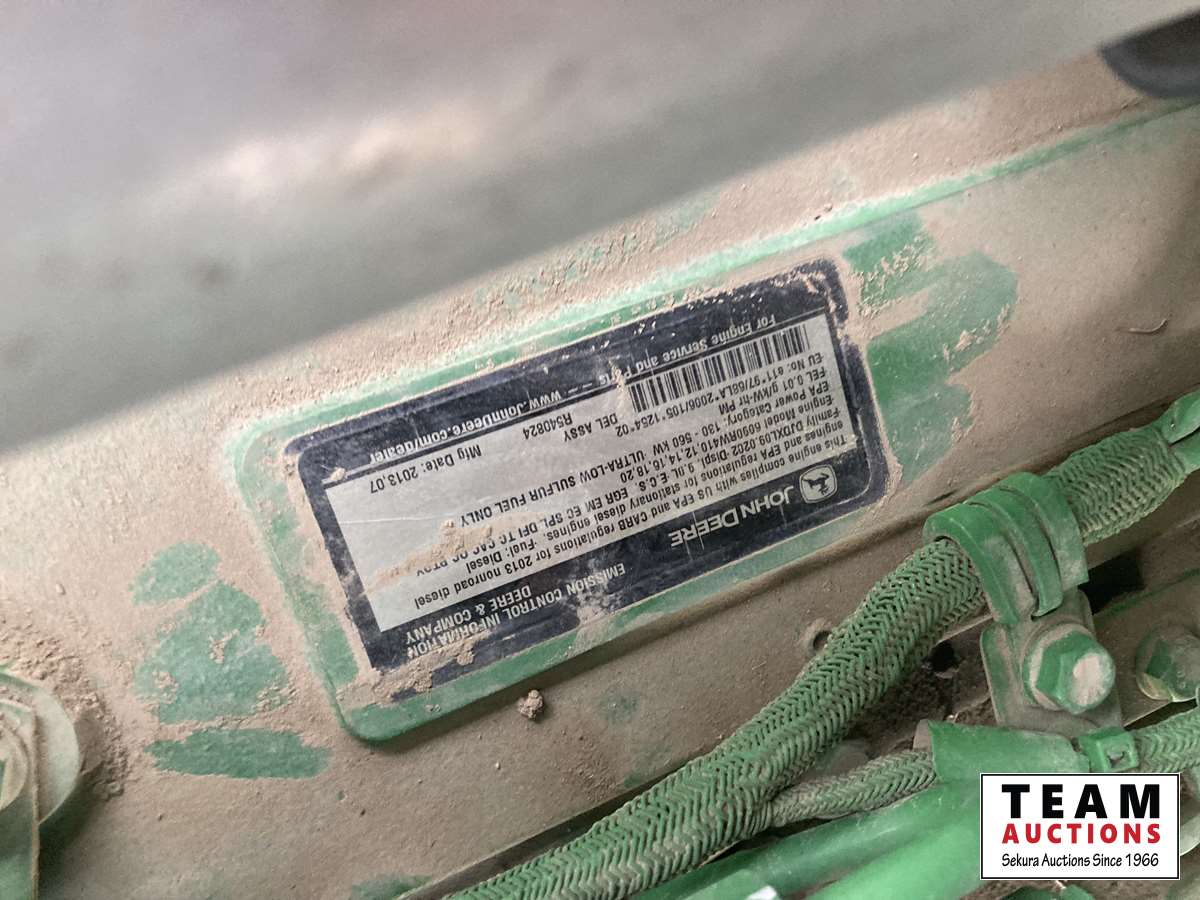 JOHN DEERE
EMISSION CONTROL INFORMATION
DEERE & COMPANY
This engine complies with US EPA and CARB regulations for 2013 nonroad diesel
engines and EPA regulations for stationary diesel engines. -Fuel: Diesel
-Family DJDXL09.0202 Displ. 9.0L -E.C.S.: EGR EM EC SPL DFI TC CAC OC PTOX
-Engine Model 6090RW410 12,14,16,18,20
EPA Power Category: 130 - 560 kW ULTRA-LOW SULFUR FUEL ONLY
FEL 0.01 g/kW-hr PM
-EU No: e11*97/68LA*2006/105*1254*02
DEL ASSY
R540824
Mfg Date: 2013.07
For Engine Service and Parts -- www.JohnDeere.com/dealer
TEAM
AUCTIONS
Sekura Auctions Since 1966